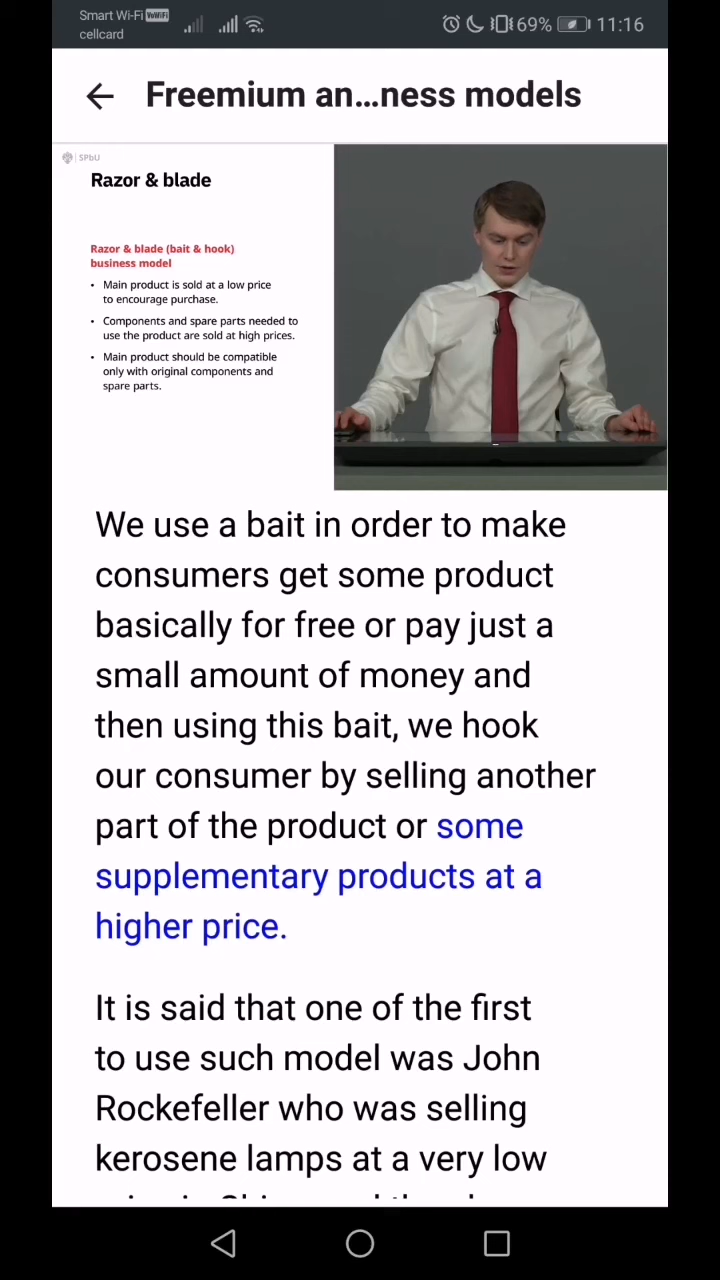 Smart Wi-Fi VoWiFi
cellcard
69% 11:16
Freemium an...ness models
SPbU
Razor & blade
Razor & blade (bait & hook)
business model
• Main product is sold at a low price
to encourage purchase.
• Components and spare parts needed to
use the product are sold at high prices.
• Main product should be compatible
only with original components and
spare parts.
We use a bait in order to make
consumers get some product
basically for free or pay just a
small amount of money and
then using this bait, we hook
our consumer by selling another
part of the product or some
supplementary products at a
higher price.
It is said that one of the first
to use such model was John
Rockefeller who was selling
kerosene lamps at a very low